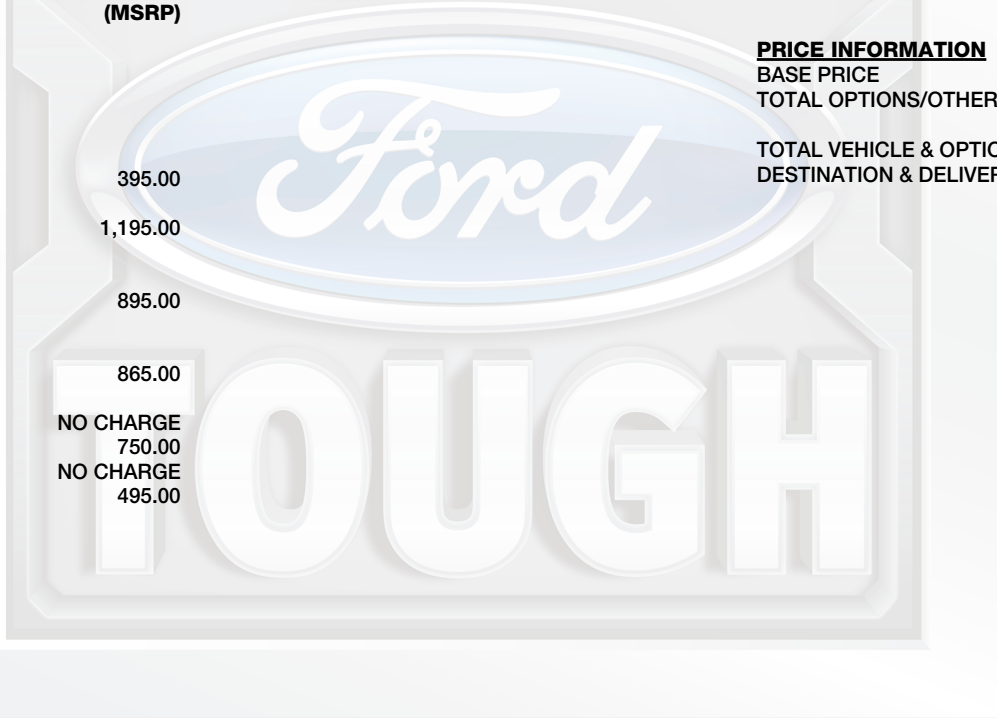 (MSRP)
395.00
1,195.00
895.00
865.00
NO CHARGE
750.00
NO CHARGE
495.00
PRICE INFORMATION
BASE PRICE
TOTAL OPTIONS/OTHER
TOTAL VEHICLE & OPTIO
DESTINATION & DELIVER
Ford
TOUGH